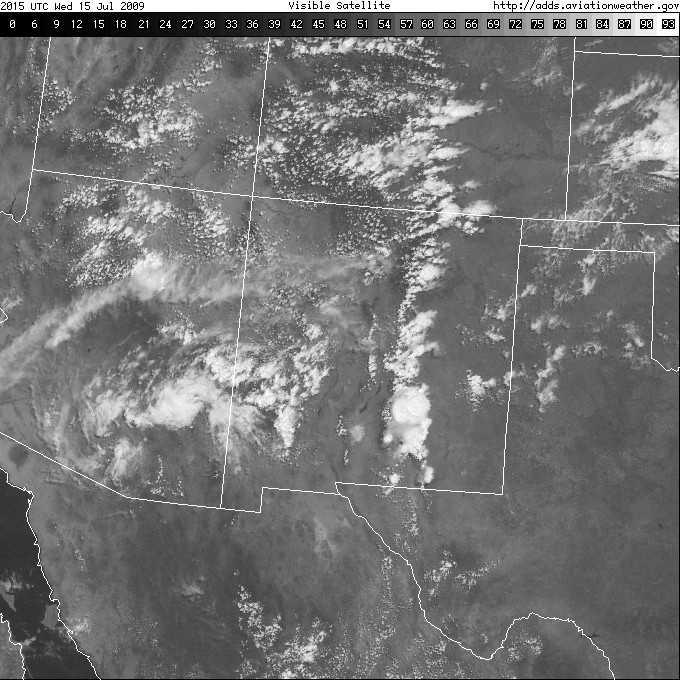 2015 UTC Wed 15 Jul 2009 Visible Satellite http://adds.aviationweather.gov
0 6 9 12 15 18 21 24 27 30 33 36 39 42 45 48 51 54 57 60 63 66 69 72 75 78 81 84 87 90 93